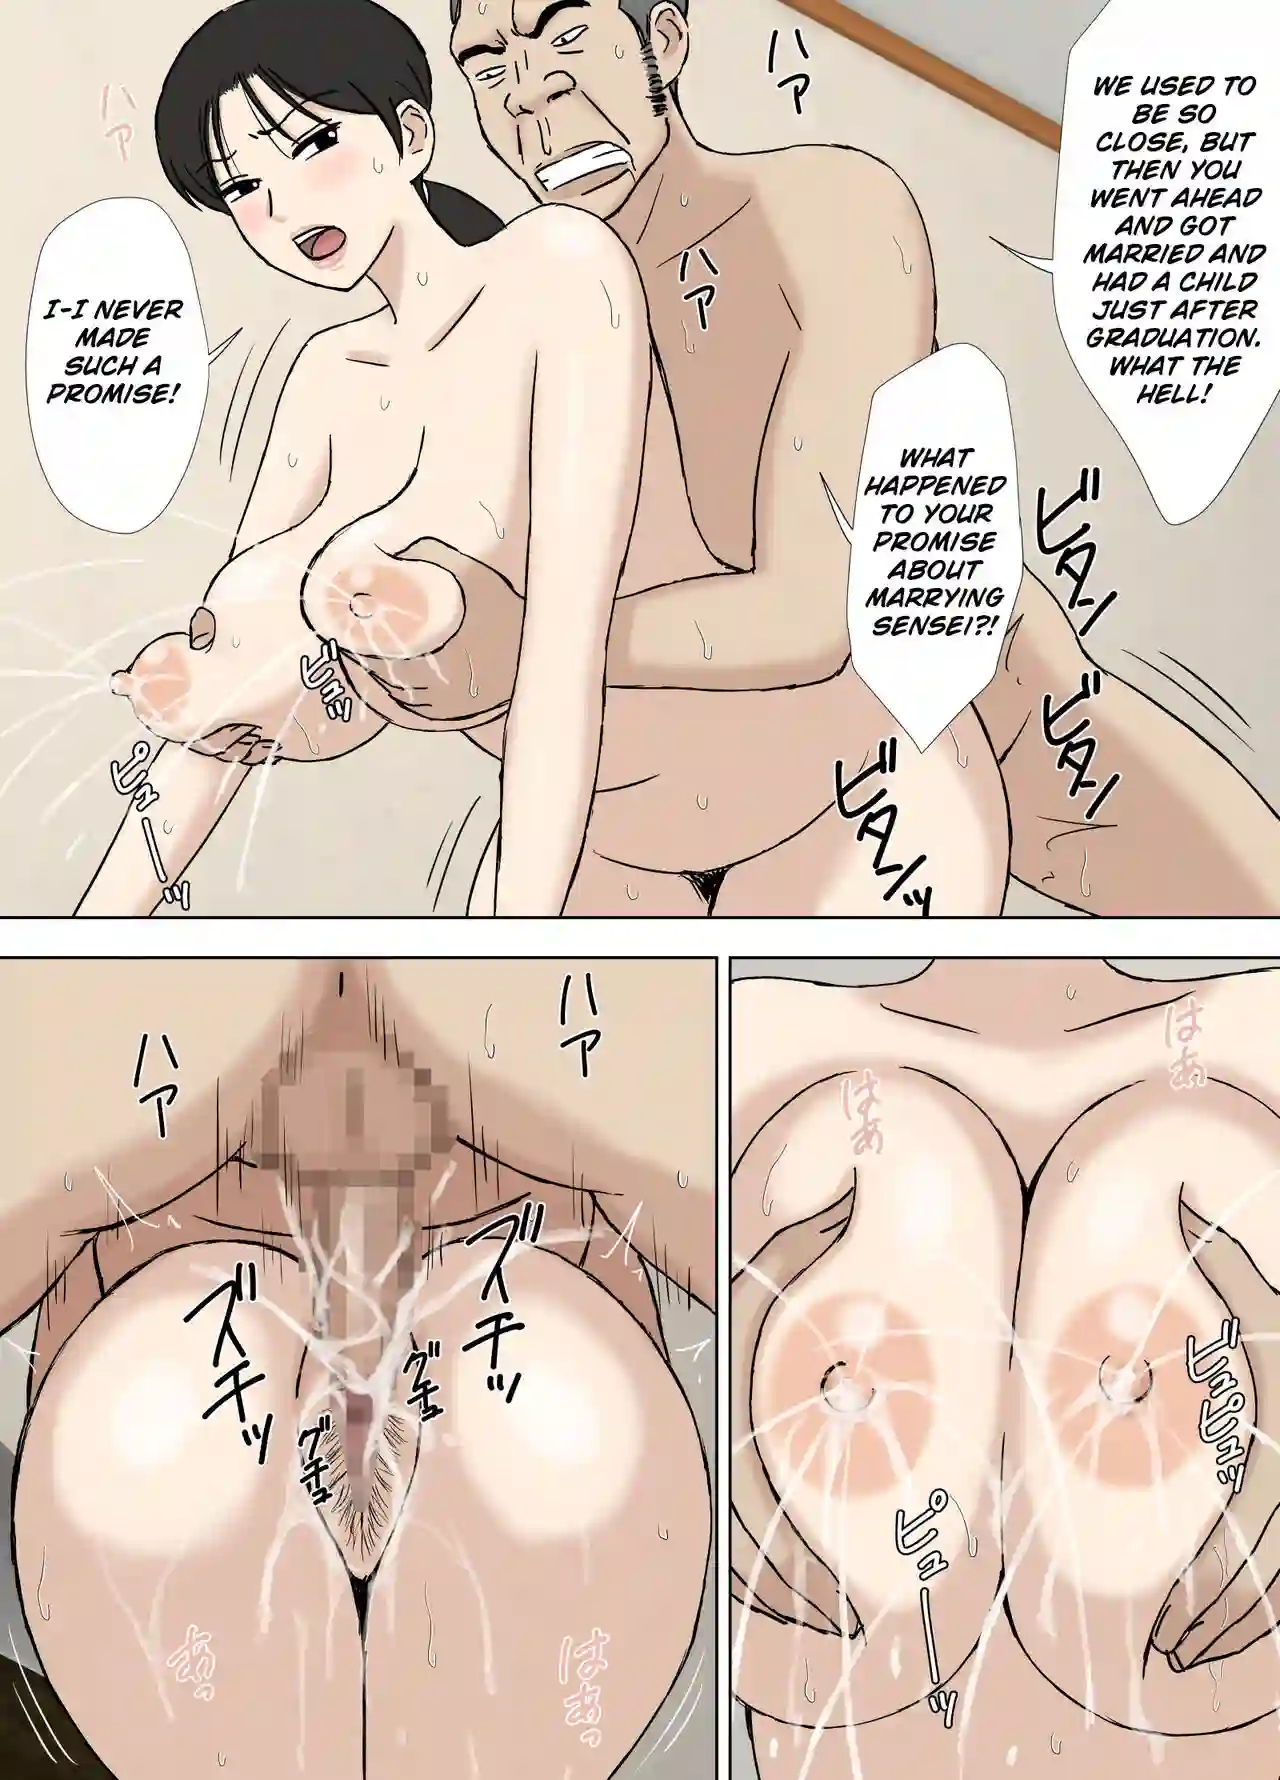 WE USED TO
BE SO
CLOSE, BUT
THEN YOU
WENT AHEAD
AND GOT
MARRIED AND
HAD A CHILD
JUST AFTER
GRADUATION.
WHAT THE
HELL!
WHAT
HAPPENED
TO YOUR
PROMISE
ABOUT
MARRYING
SENSEI?!
I-I NEVER
MADE
SUCH A
PROMISE!
ハァ
ハァ
ハァ
ビタンッ
ビタンッ
ビタンッ
ビュッ
ピューーッ
はぁ
はぁ
ビュピュッ
ピューーッ
ハァ
ハァ
ズチッ
ズチッ
グチュ
グチュ
はぁっ
あっ